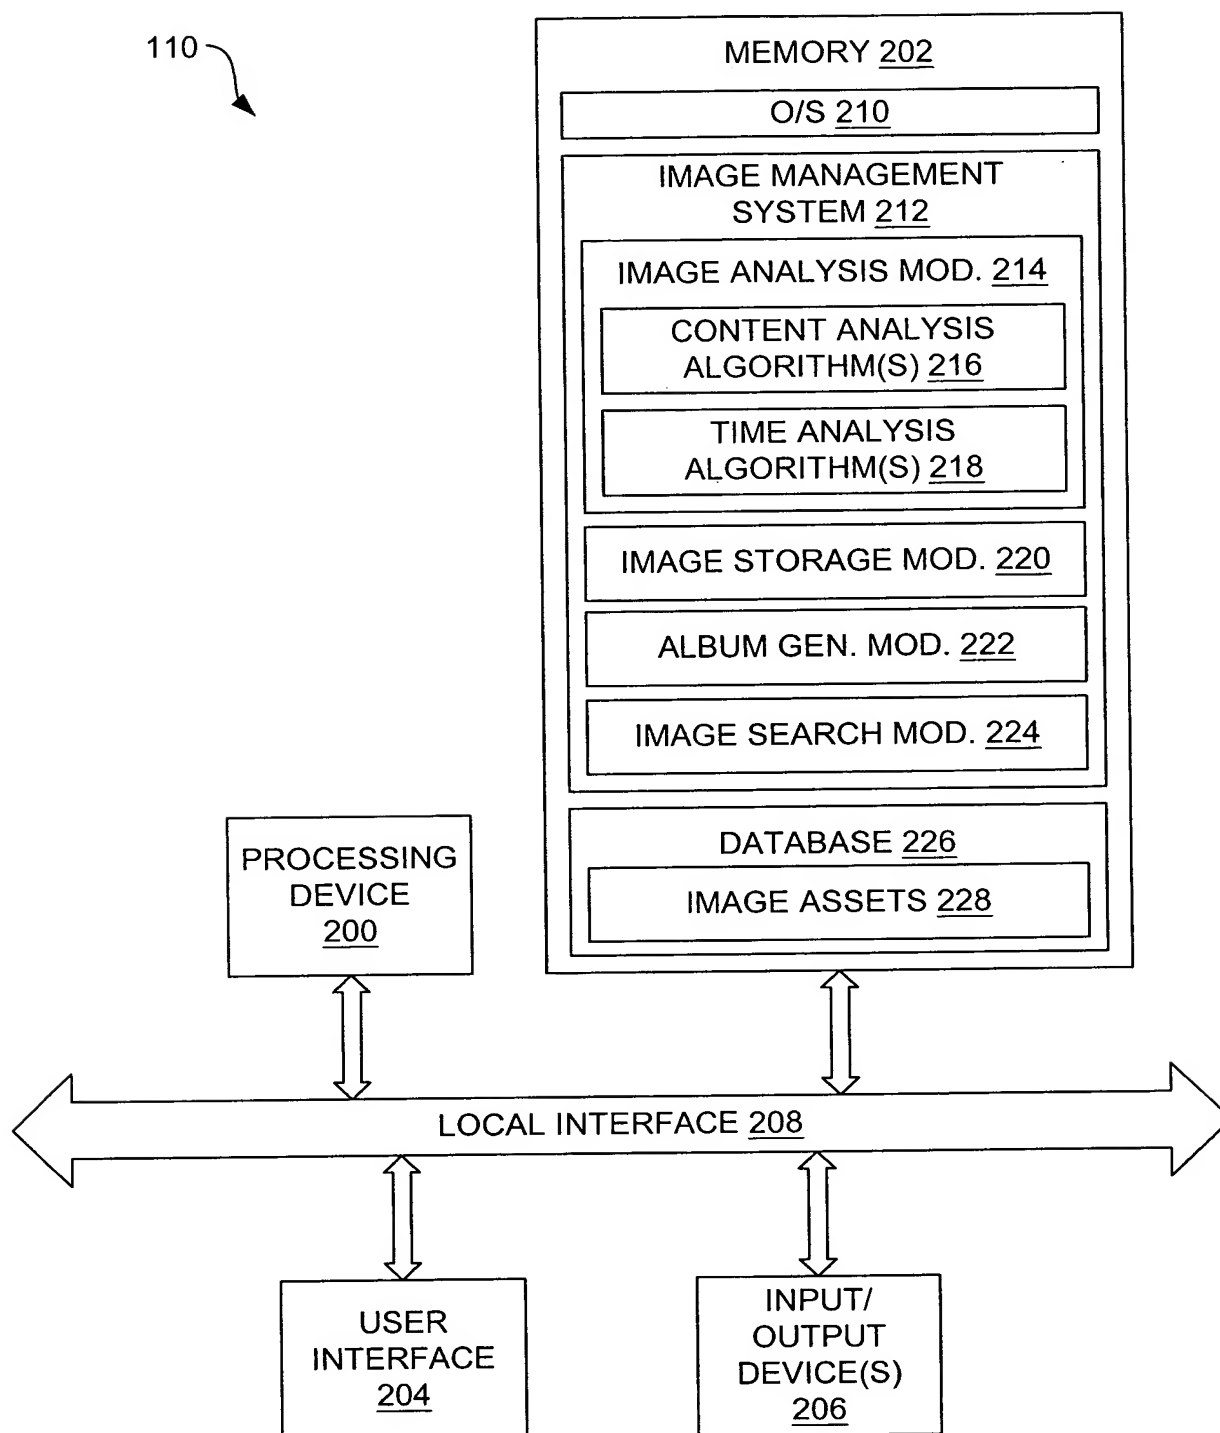 110
MEMORY 202
O/S 210
IMAGE MANAGEMENT
SYSTEM 212
IMAGE ANALYSIS MOD. 214
CONTENT ANALYSIS
ALGORITHM(S) 216
TIME ANALYSIS
ALGORITHM(S) 218
IMAGE STORAGE MOD. 220
ALBUM GEN. MOD. 222
IMAGE SEARCH MOD. 224
DATABASE 226
IMAGE ASSETS 228
PROCESSING
DEVICE
200
LOCAL INTERFACE 208
USER
INTERFACE
204
INPUT/
OUTPUT
DEVICE(S)
206